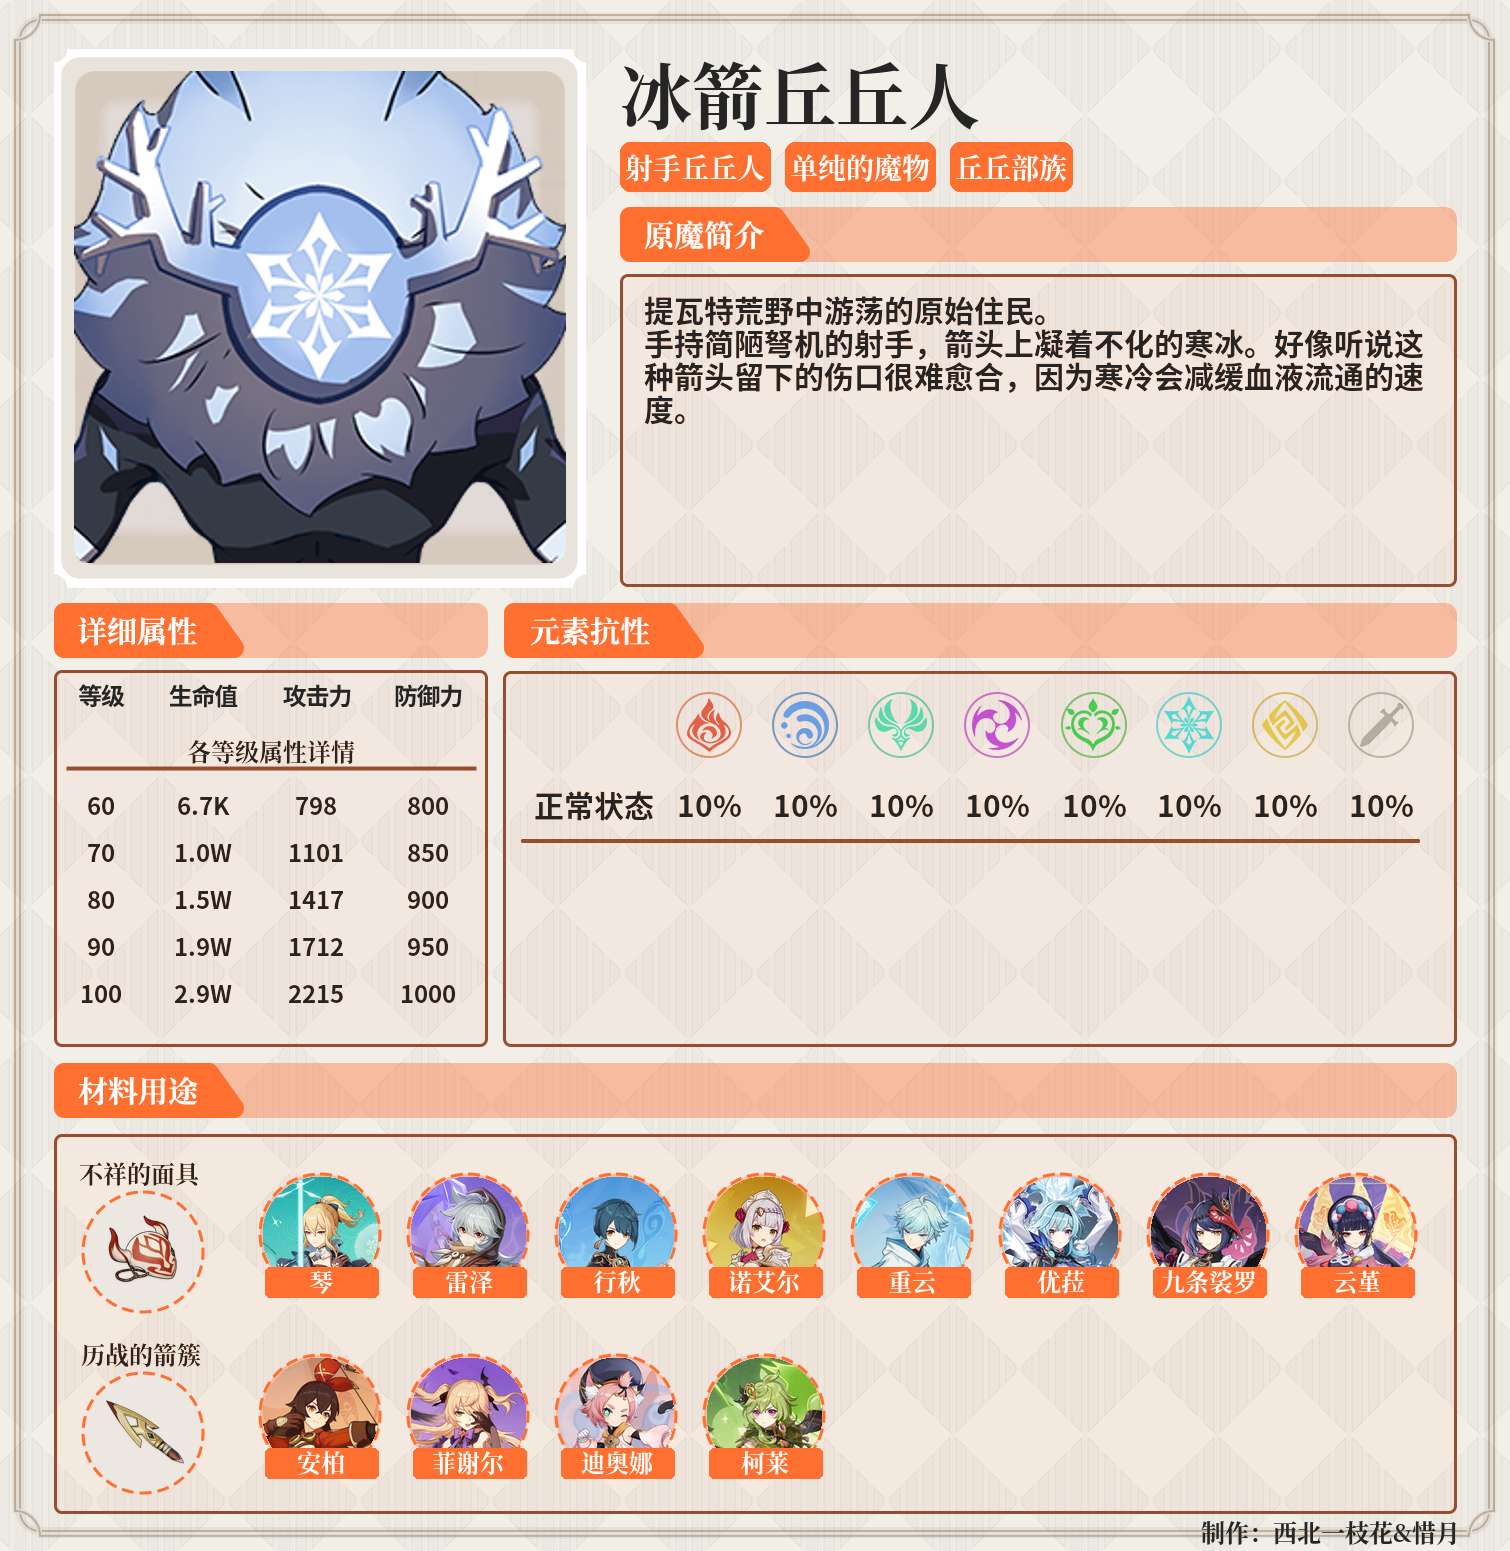 冰箭丘丘人
射手丘丘人 单纯的魔物 丘丘部族
原魔简介
提瓦特荒野中游荡的原始住民。
手持简陋弩机的射手，箭头上凝着不化的寒冰。好像听说这
种箭头留下的伤口很难愈合，因为寒冷会减缓血液流通的速
度。
详细属性
等级 生命值 攻击力 防御力
各等级属性详情
60 6.7K 798 800
70 1.0W 1101 850
80 1.5W 1417 900
90 1.9W 1712 950
100 2.9W 2215 1000
元素抗性
正常状态 10% 10% 10% 10% 10% 10% 10% 10%
材料用途
不祥的面具
琴 雷泽 行秋 诺艾尔 重云 优菈 九条裟罗 云堇
历战的箭簇
安柏 菲谢尔 迪奥娜 柯莱
制作：西北一枝花&惜月